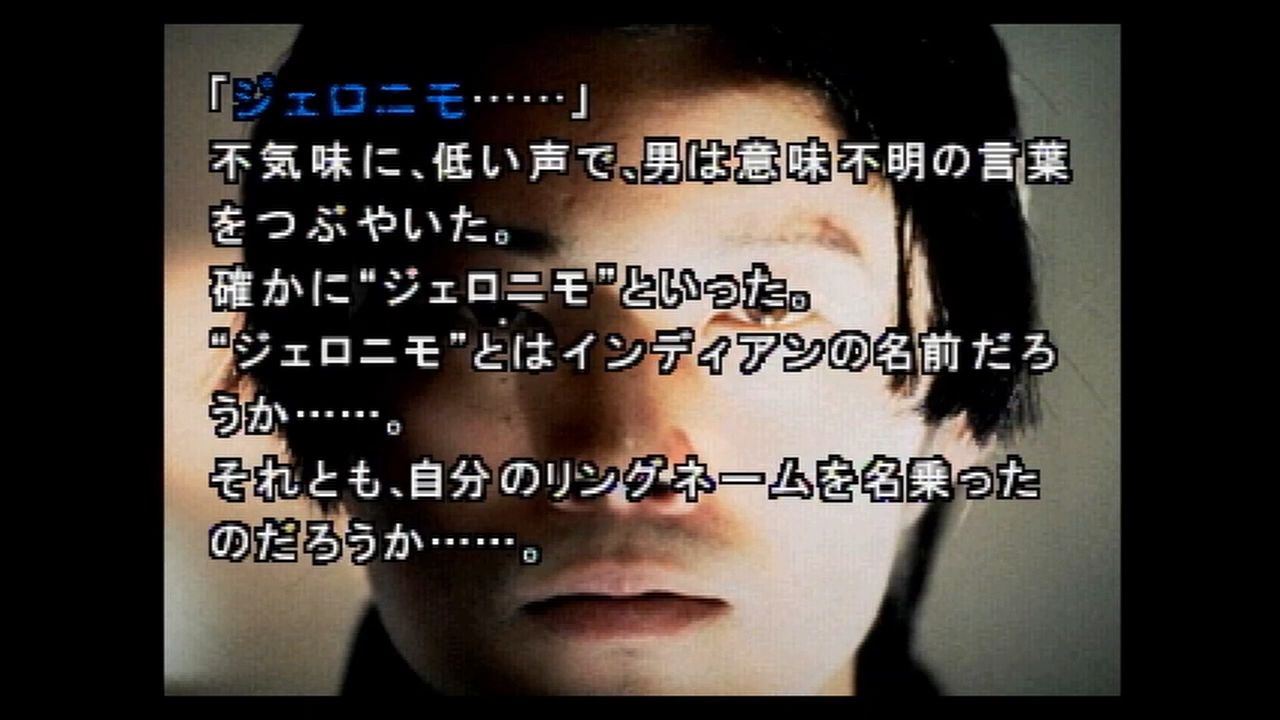 「ジェロニモ……」
不気味に、低い声で、男は意味不明の言葉
をつぶやいた。
確かに“ジェロニモ”といった。
“ジェロニモ”とはインディアンの名前だろ
うか……。
それとも、自分のリングネームを名乗った
のだろうか……。